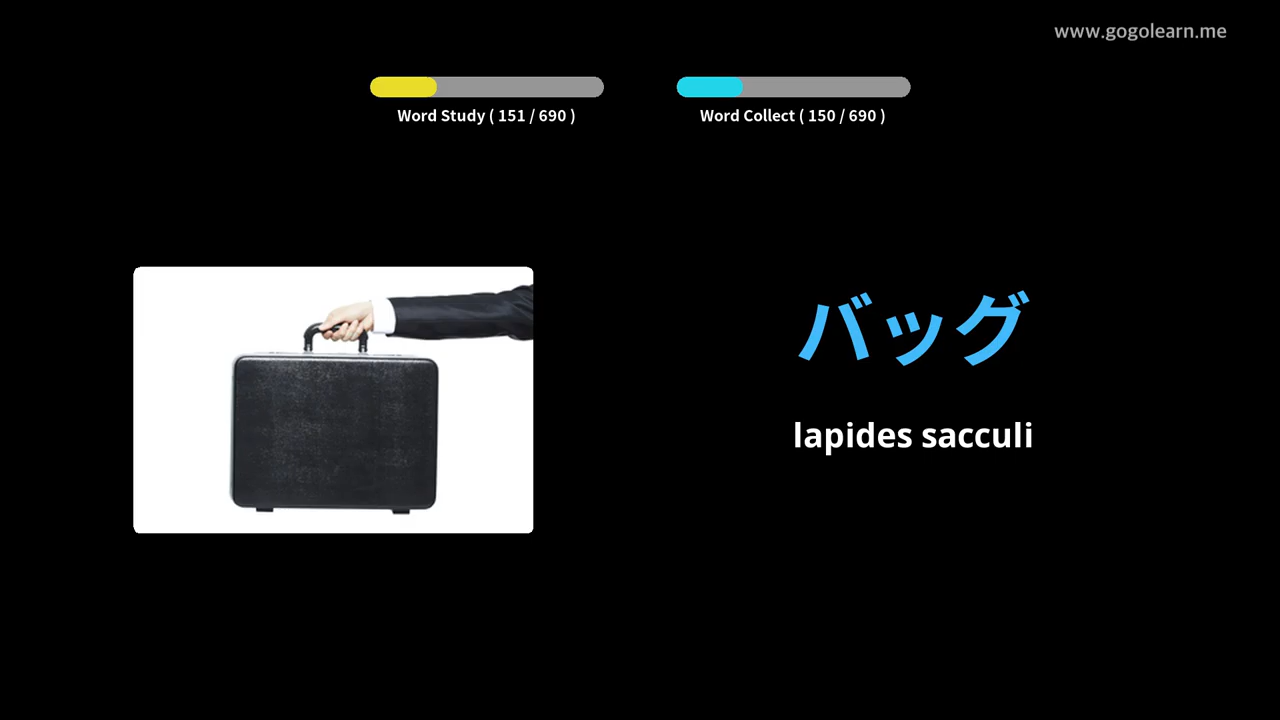 www.gogolearn.me
Word Study ( 151 / 690 )
Word Collect ( 150 / 690 )
バッグ
lapides sacculi